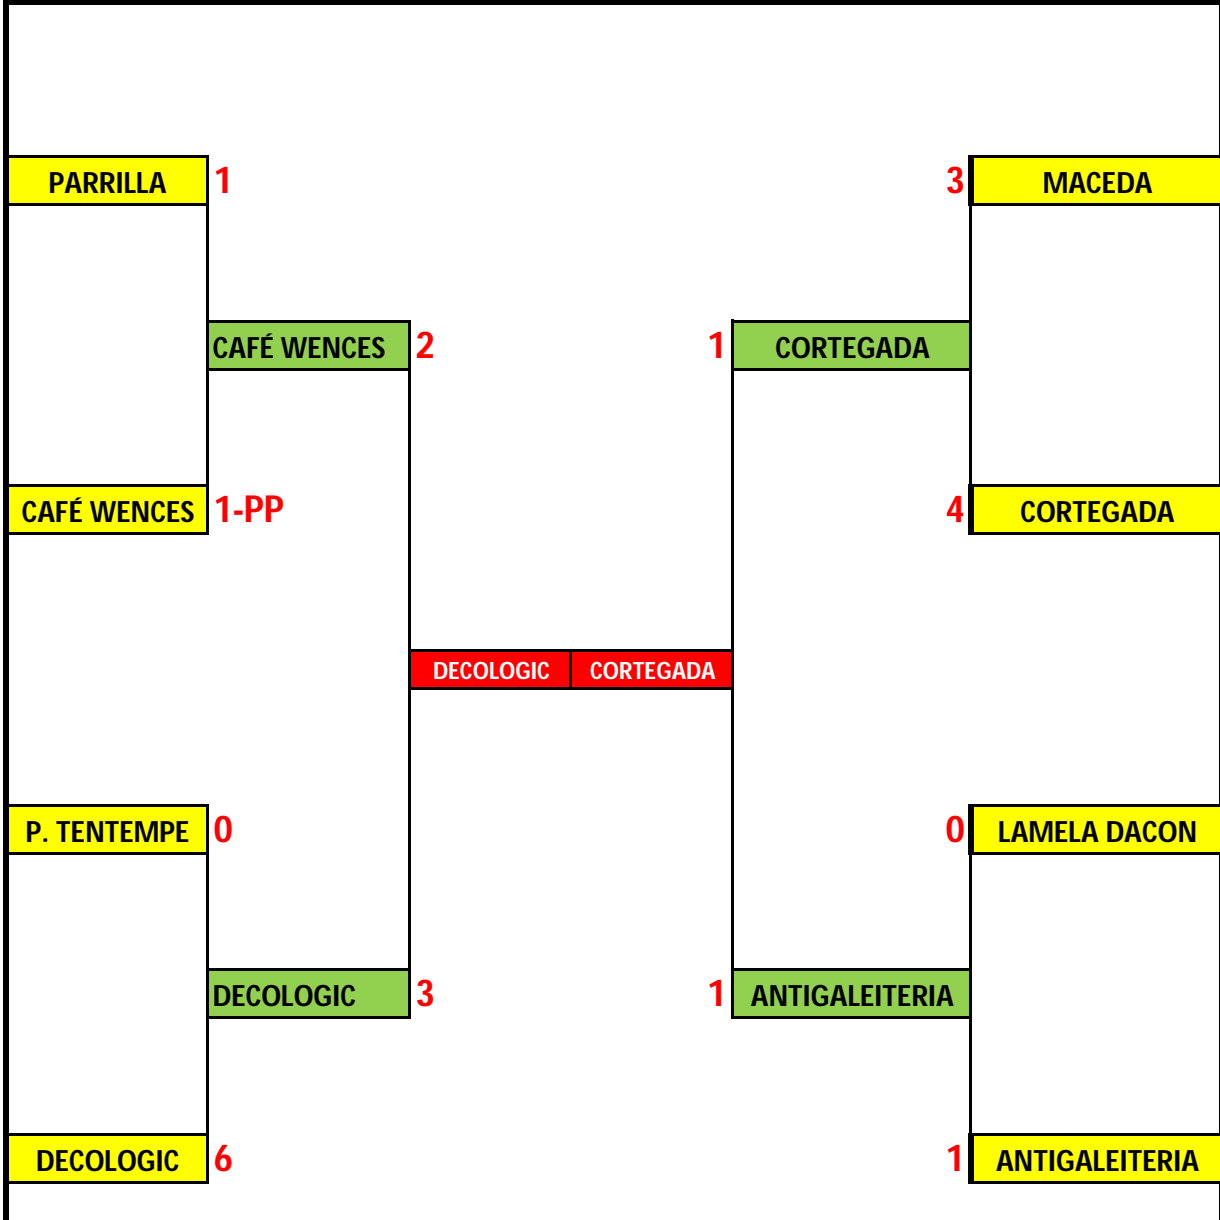 PARRILLA 1 3 MACEDA
CAFÉ WENCES 2 1 CORTEGADA
CAFÉ WENCES 1-PP 4 CORTEGADA
DECOLOGIC CORTEGADA
P. TENTEMPE 0 0 LAMELA DACON
DECOLOGIC 3 1 ANTIGALEITERIA
DECOLOGIC 6 1 ANTIGALEITERIA